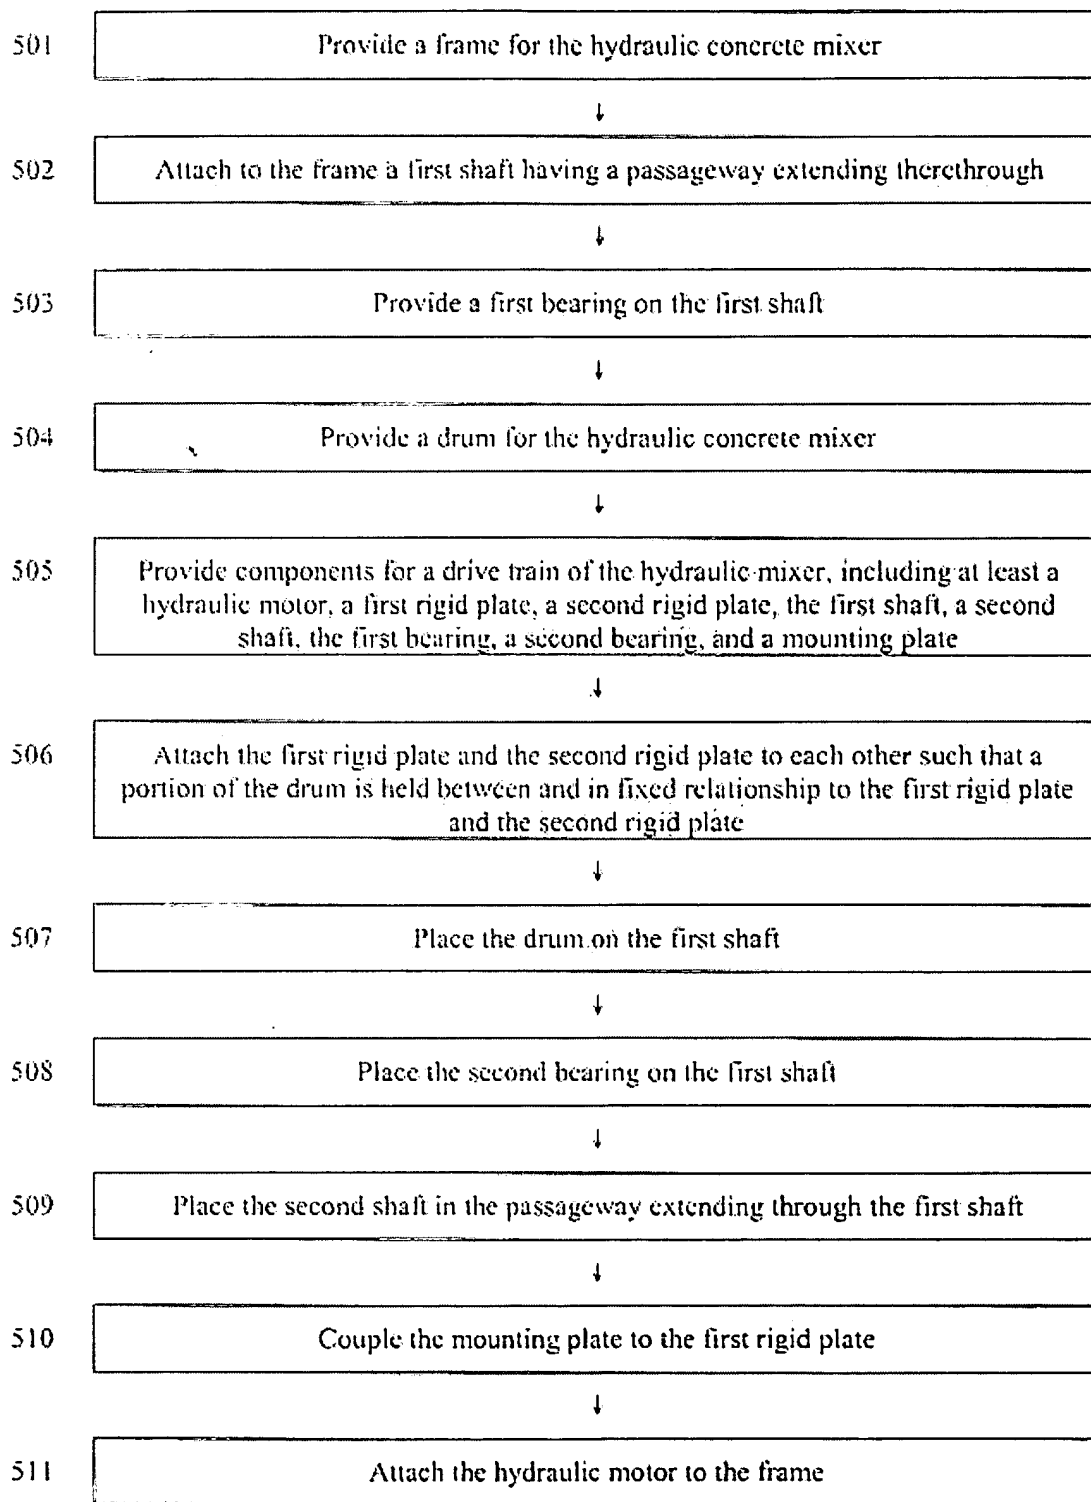 501 Provide a frame for the hydraulic concrete mixer
↓
502 Attach to the frame a first shaft having a passageway extending therethrough
↓
503 Provide a first bearing on the first shaft
↓
504 Provide a drum for the hydraulic concrete mixer
↓
505 Provide components for a drive train of the hydraulic mixer, including at least a
hydraulic motor, a first rigid plate, a second rigid plate, the first shaft, a second
shaft, the first bearing, a second bearing, and a mounting plate
↓
506 Attach the first rigid plate and the second rigid plate to each other such that a
portion of the drum is held between and in fixed relationship to the first rigid plate
and the second rigid plate
↓
507 Place the drum on the first shaft
↓
508 Place the second bearing on the first shaft
↓
509 Place the second shaft in the passageway extending through the first shaft
↓
510 Couple the mounting plate to the first rigid plate
↓
511 Attach the hydraulic motor to the frame